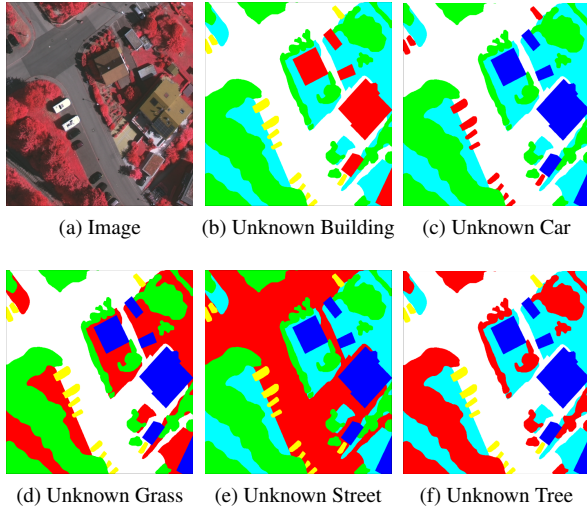 (a) Image
(b) Unknown Building
(c) Unknown Car
(d) Unknown Grass
(e) Unknown Street
(f) Unknown Tree